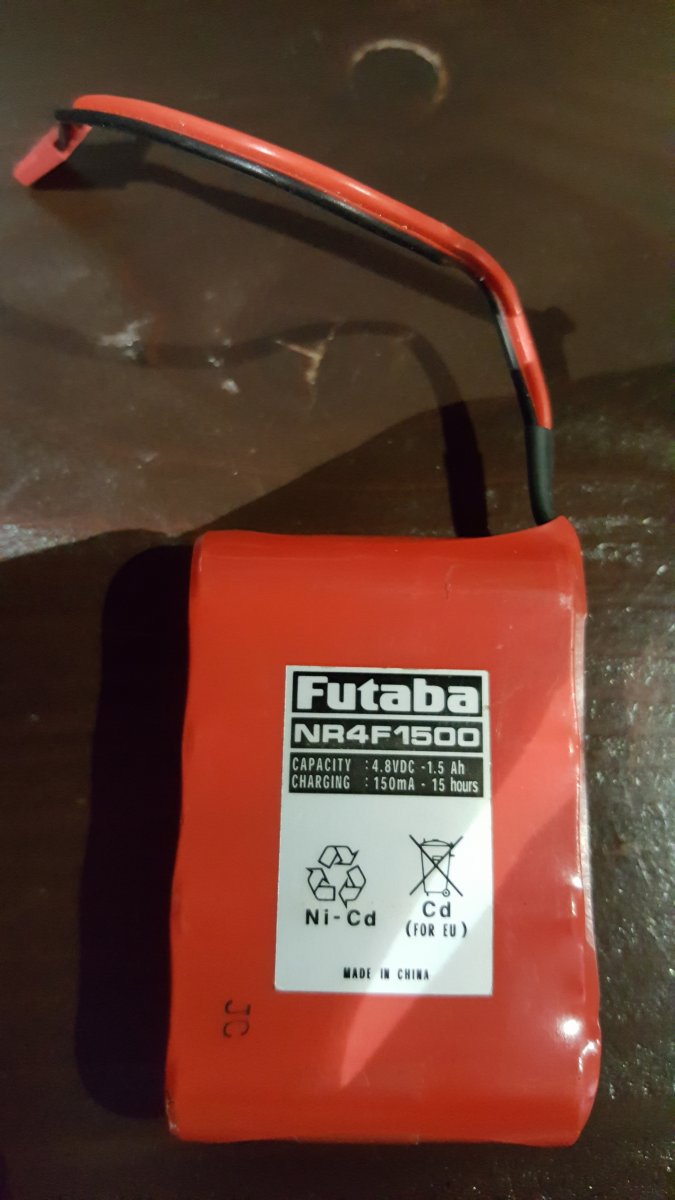 Futaba
NR4F1500
CAPACITY : 4.8VDC -1.5 Ah
CHARGING : 150mA - 15 hours
Ni-Cd
Cd
(FOR EU)
MADE IN CHINA
JC